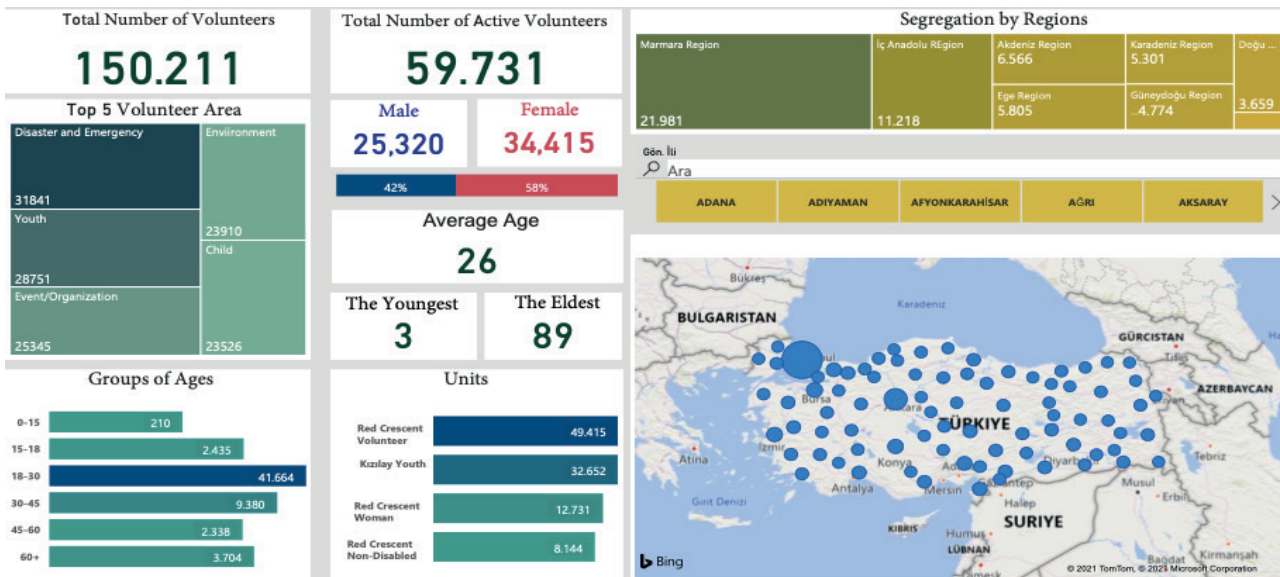 Total Number of Volunteers
150.211
Top 5 Volunteer Area
Disaster and Emergency
31841
Youth
28751
Event/Organization
25345
Enviironment
23910
Child
23526
Groups of Ages
0-15
210
15-18
2.435
18-30
41.664
30-45
9.380
45-60
2.338
60+
3.704
Total Number of Active Volunteers
59.731
Male
25,320
Female
34,415
42%
58%
Average Age
26
The Youngest
3
The Eldest
89
Units
Red Crescent
Volunteer
49.415
Kızılay Youth
32.652
Red Crescent
Woman
12.731
Red Crescent
Non-Disabled
8.144
Segregation by Regions
Marmara Region
21.981
İç Anadolu REgion
11.218
Akdeniz Region
6.566
Ege Region
5.805
Karadeniz Region
5.301
Güneydoğu Region
..4.774
Doğu ...
3.659
Gön. İli
Ara
ADANA
ADIYAMAN
AFYONKARAHİSAR
AĞRI
AKSARAY
Bükreş
BULGARISTAN
Karadeniz
GÜRCISTAN
Tiflis
AZERBAYCAN
Bursa
Ankara
TÜRKIYE
Atina
İzmir
Konya
Diyarbakır
Tebriz
Antalya
Mersin
Gaziantep
Musul
Erbil
Girit Denizi
Halep
KIBRIS
SURIYE
Humus
LÜBNAN
Bağdat
Kirmanşah
Bing
© 2021 TomTom, © 2021 Microsoft Corporation